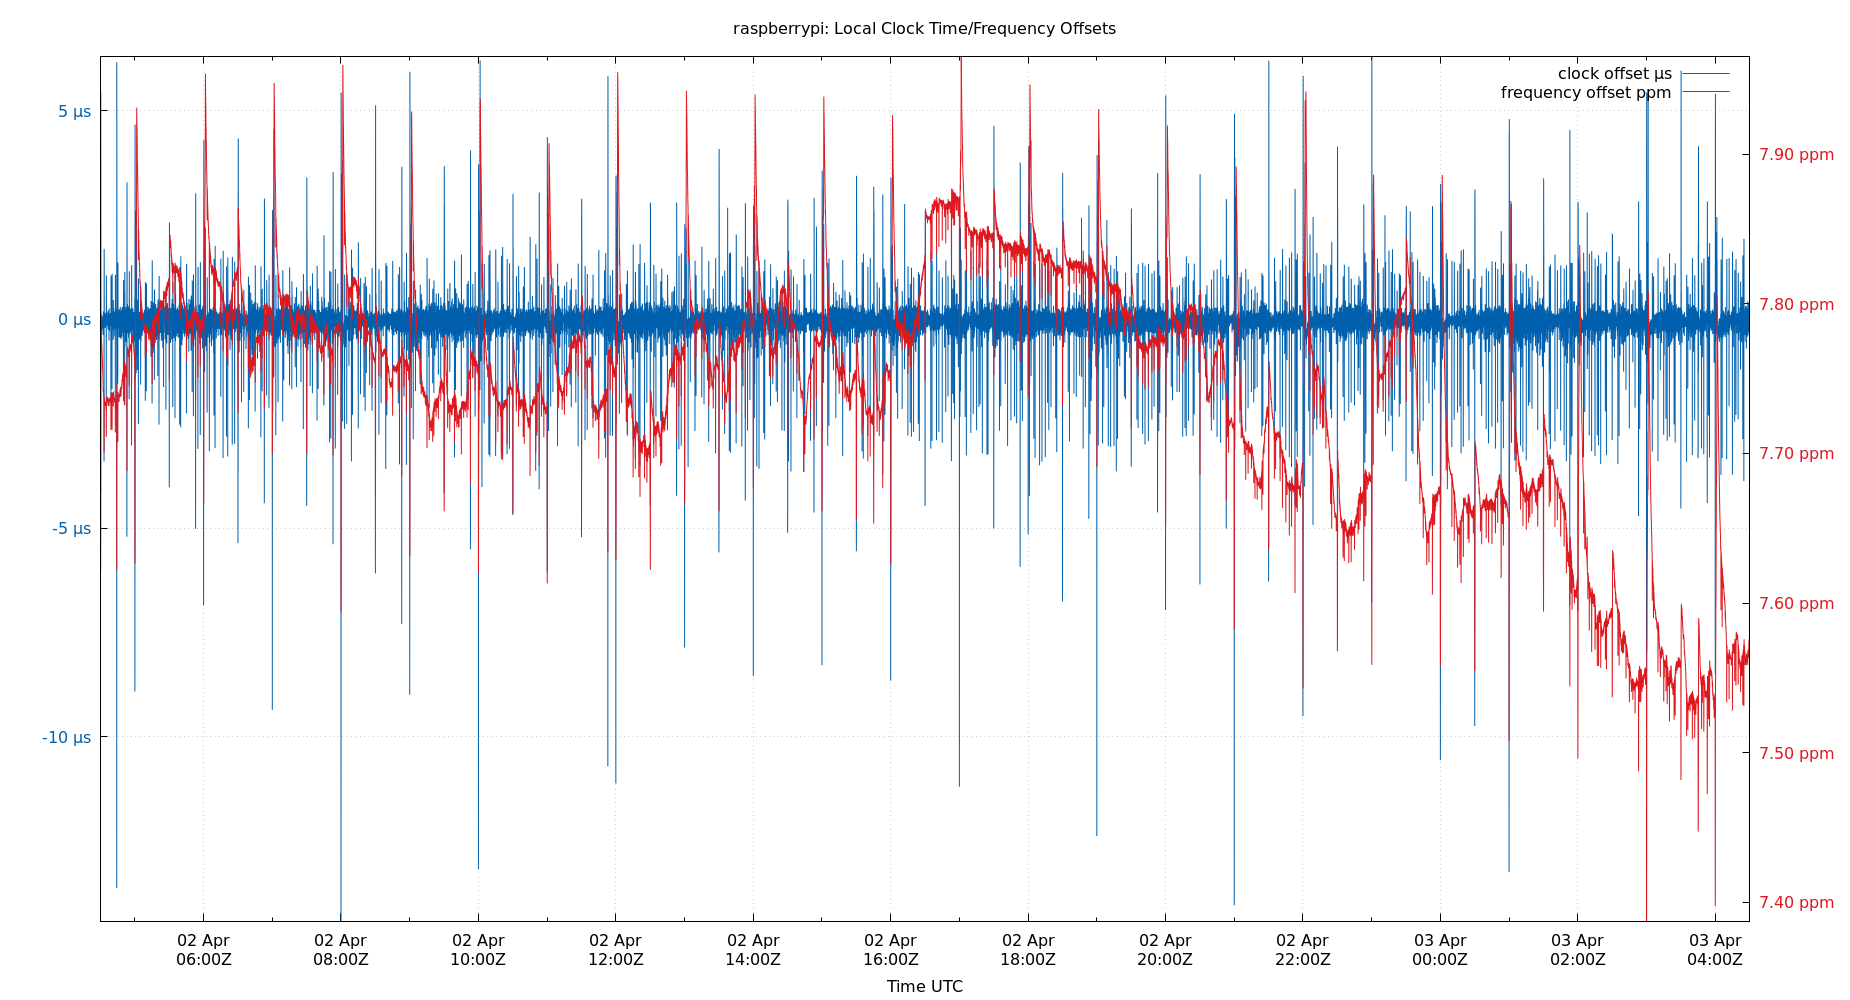 raspberrypi: Local Clock Time/Frequency Offsets
clock offset µs
frequency offset ppm
5 µs
0 µs
-5 µs
-10 µs
7.90 ppm
7.80 ppm
7.70 ppm
7.60 ppm
7.50 ppm
7.40 ppm
02 Apr 02 Apr 02 Apr 02 Apr 02 Apr 02 Apr 02 Apr 02 Apr 02 Apr 03 Apr 03 Apr 03 Apr
06:00Z 08:00Z 10:00Z 12:00Z 14:00Z 16:00Z 18:00Z 20:00Z 22:00Z 00:00Z 02:00Z 04:00Z
Time UTC